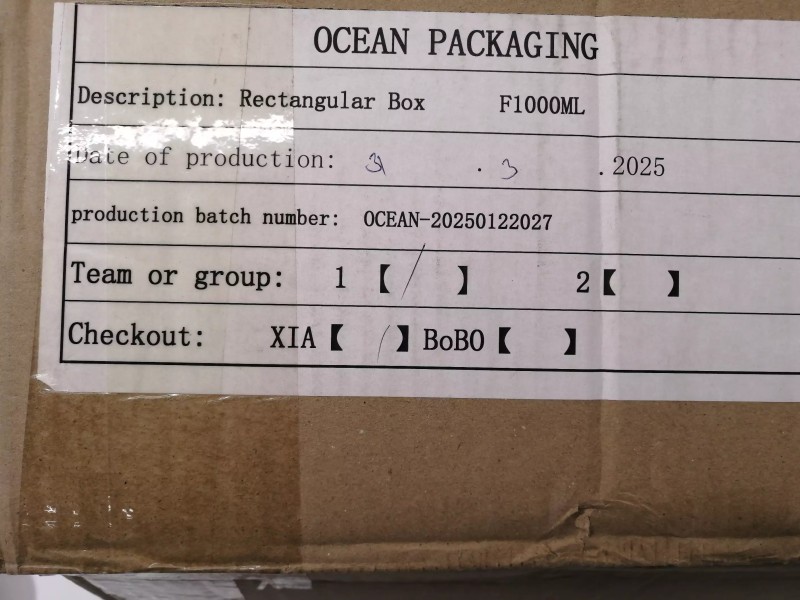 OCEAN PACKAGING
Description: Rectangular Box F1000ML
Date of production: 31 . 3 . 2025
production batch number: OCEAN-20250122027
Team or group: 1 【/】 2【 】
Checkout: XIA【/】BoBO【 】